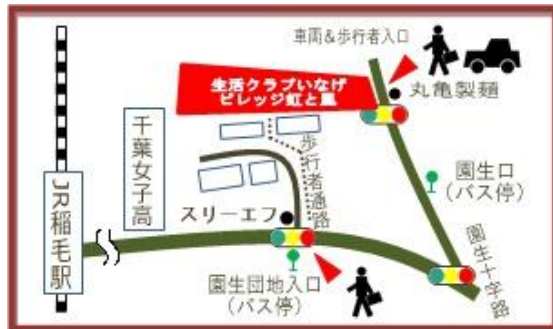 車両&歩行者入口
生活クラブいなげ
ビレッジ虹と風
丸亀製麺
千葉女子高
歩行者通路
園生口
(バス停)
スリーエフ
JR稲毛駅
園生団地入口
(バス停)
園生十字路